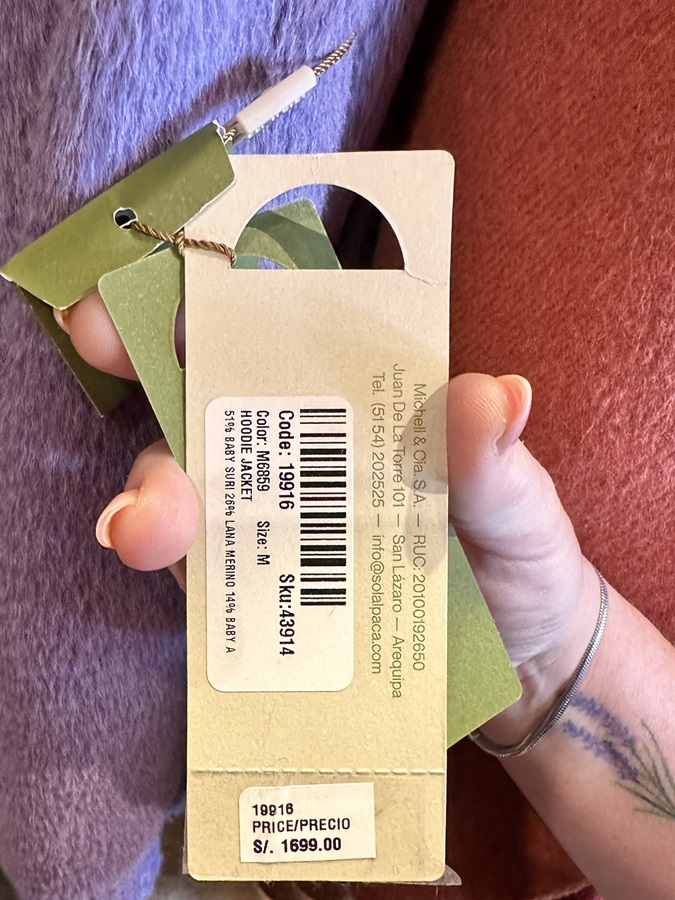 Michell & Cia. S.A. — RUC: 20100192650
Juan De La Torre 101 — San Lázaro — Arequipa
Tel. (51 54) 202525 — info@solalpaca.com
Code: 19916 Sku:43914
Color: M6859 Size: M
HOODIE JACKET
51% BABY SURI 26% LANA MERINO 14% BABY A
19916
PRICE/PRECIO
S/. 1699.00